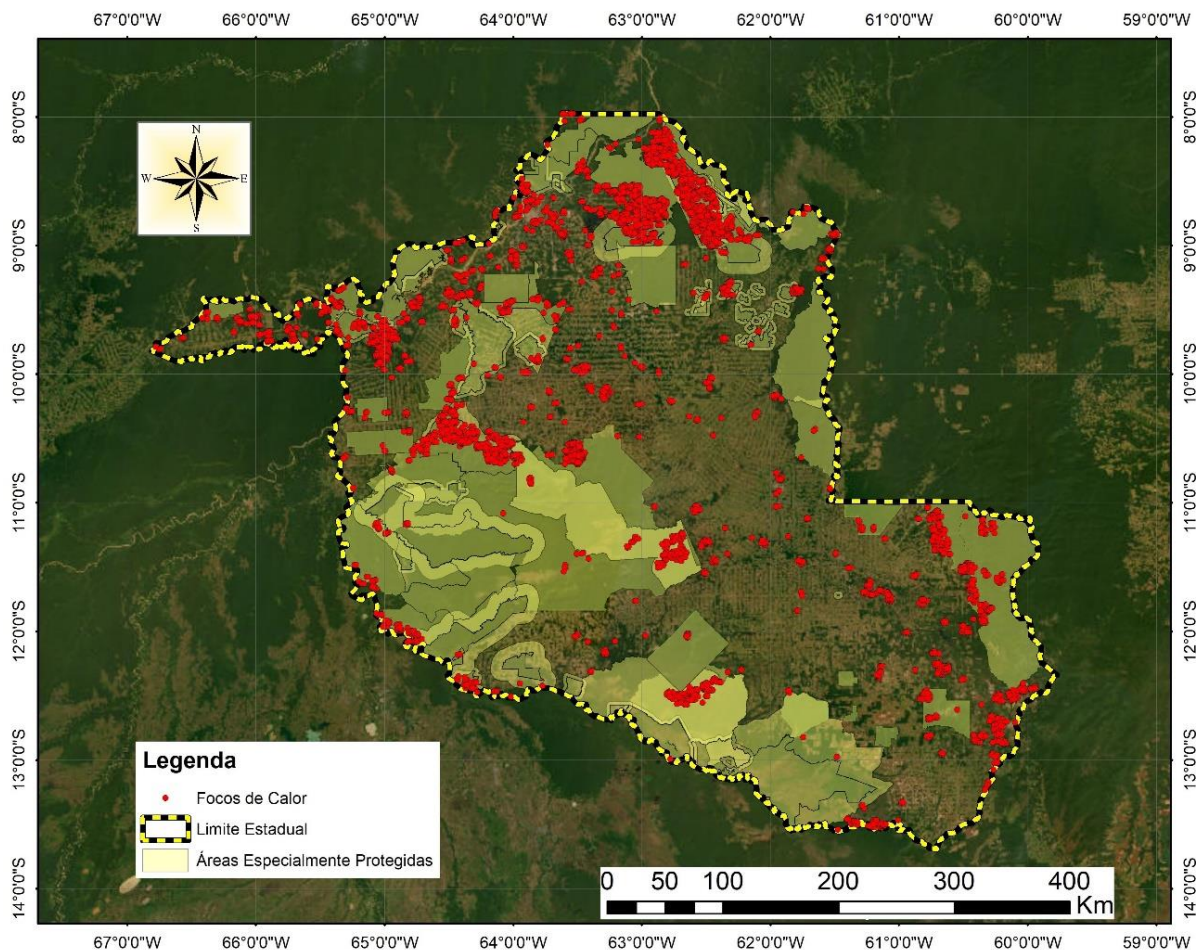 67°0'0"W 66°0'0"W 65°0'0"W 64°0'0"W 63°0'0"W 62°0'0"W 61°0'0"W 60°0'0"W 59°0'0"W
8°0'0"S 8°0'0"S
N
W E
S
9°0'0"S 9°0'0"S
10°0'0"S 10°0'0"S
11°0'0"S 11°0'0"S
12°0'0"S 12°0'0"S
13°0'0"S 13°0'0"S
Legenda
Focos de Calor
Limite Estadual
Áreas Especialmente Protegidas
0 50 100 200 300 400
Km
14°0'0"S 14°0'0"S
67°0'0"W 66°0'0"W 65°0'0"W 64°0'0"W 63°0'0"W 62°0'0"W 61°0'0"W 60°0'0"W 59°0'0"W